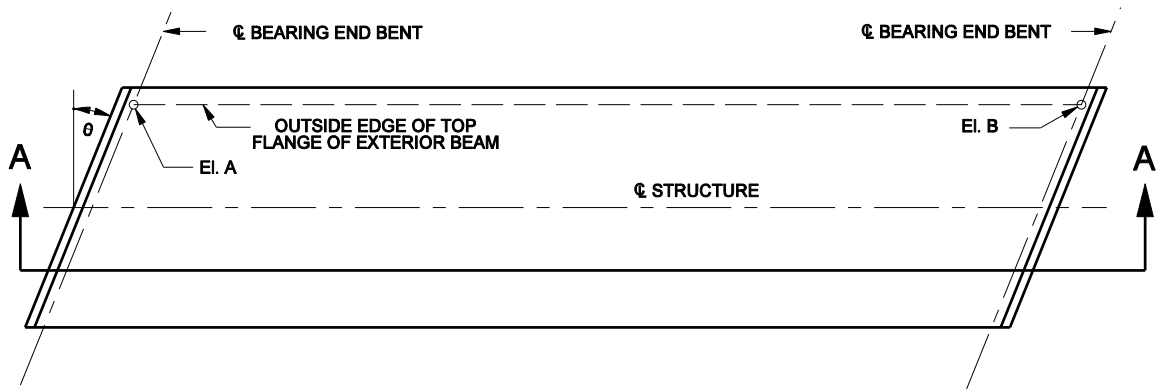 ℄ BEARING END BENT
℄ BEARING END BENT
θ
OUTSIDE EDGE OF TOP
FLANGE OF EXTERIOR BEAM
El. B
El. A
A
A
℄ STRUCTURE